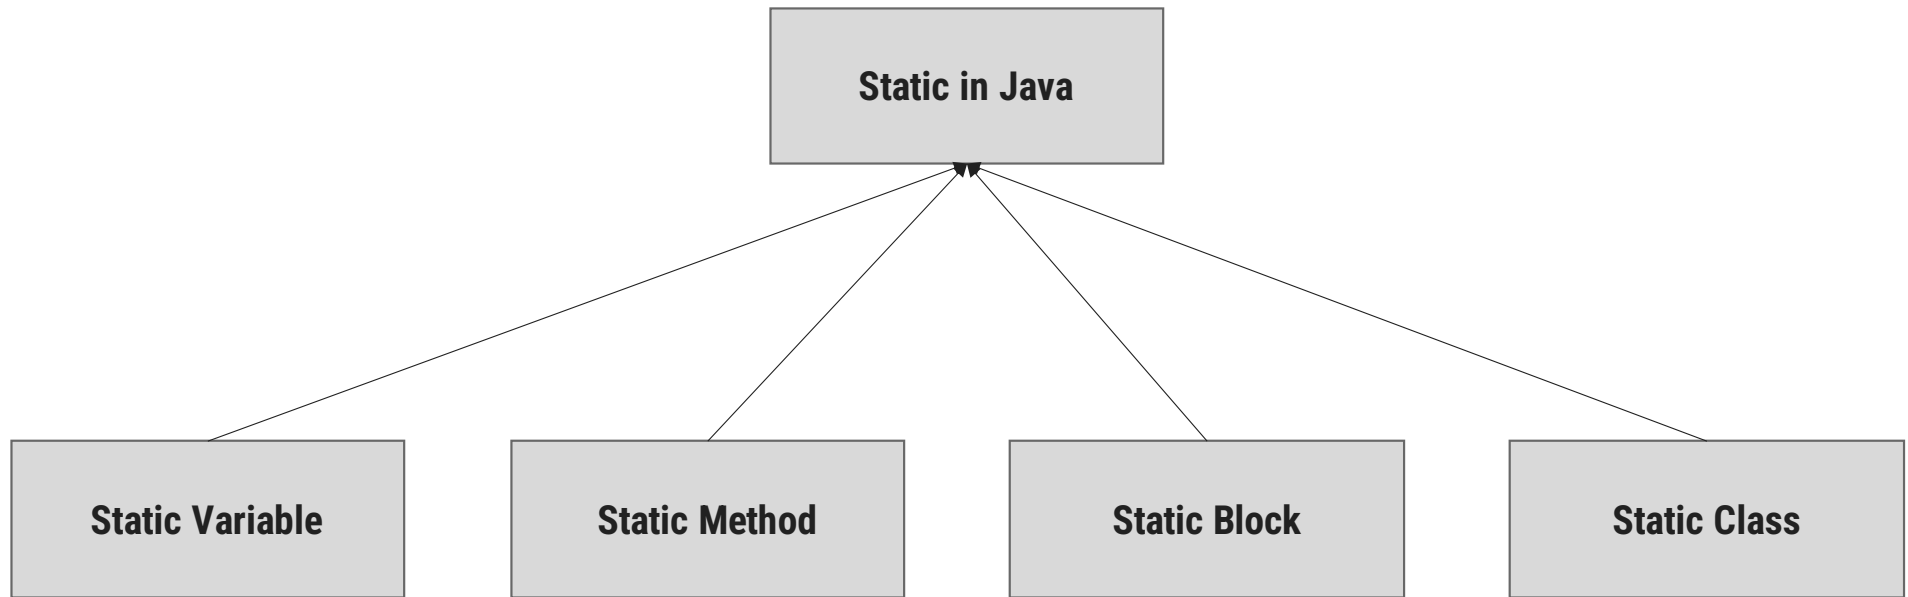 Static in Java
Static Variable
Static Method
Static Block
Static Class